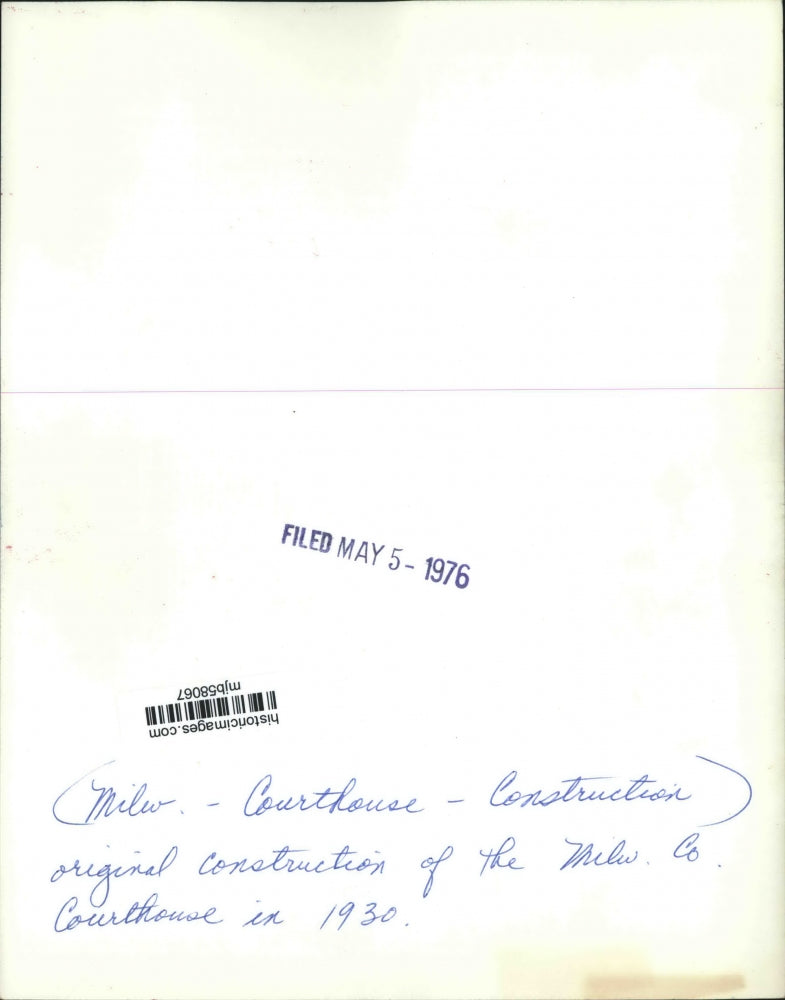 FILED MAY 5 - 1976
mjb58067
historicimages.com
(Milw. - Courthouse - Construction)
original construction of the Milw. Co.
Courthouse in 1930.